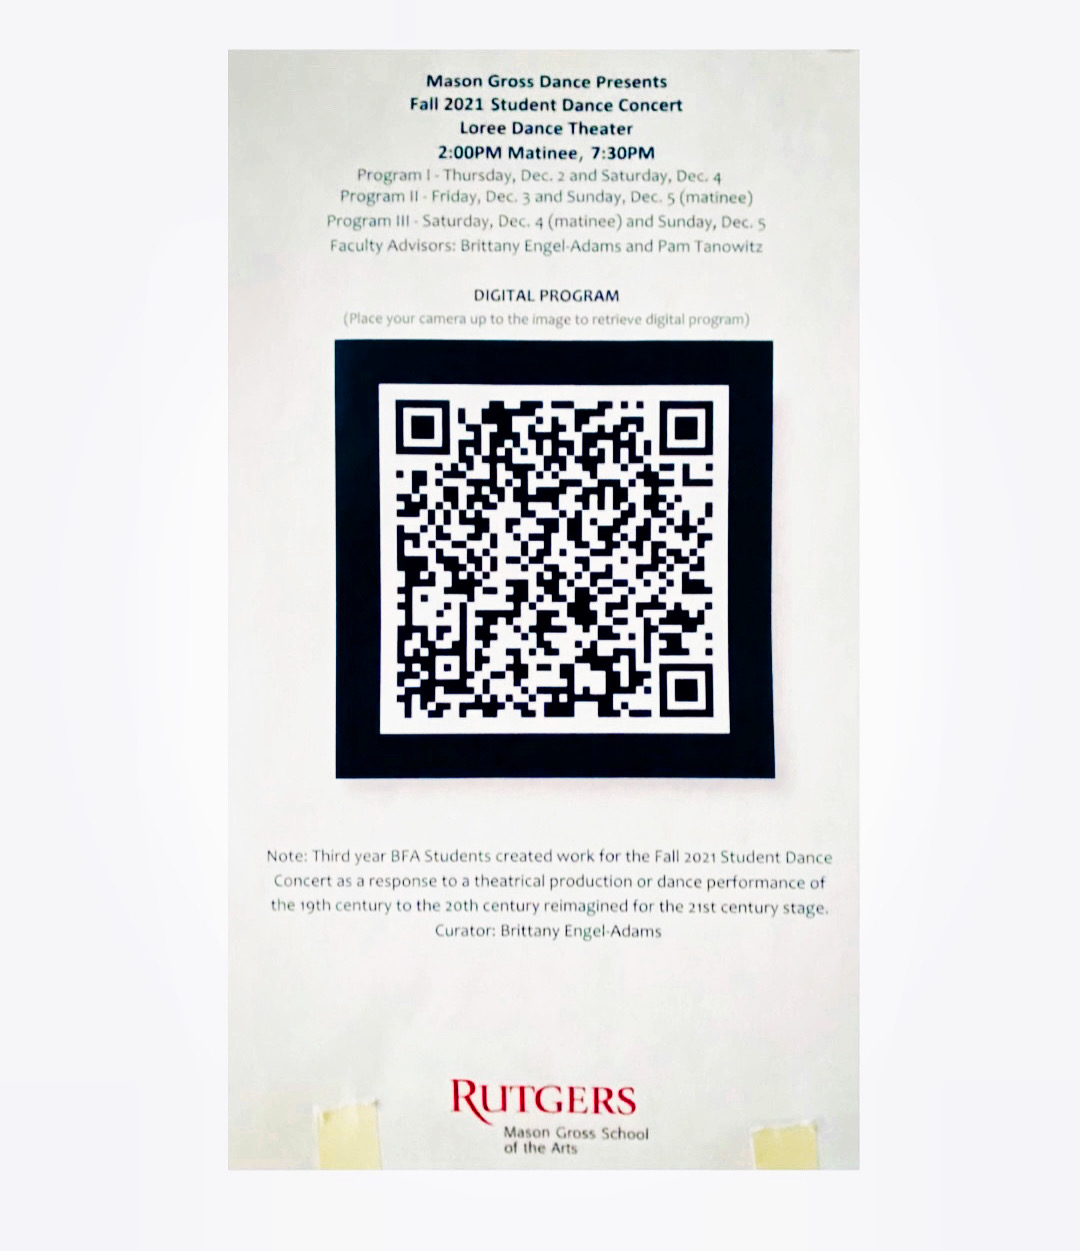 Mason Gross Dance Presents
Fall 2021 Student Dance Concert
Loree Dance Theater
2:00PM Matinee, 7:30PM
Program I - Thursday, Dec. 2 and Saturday, Dec. 4
Program II - Friday, Dec. 3 and Sunday, Dec. 5 (matinee)
Program III - Saturday, Dec. 4 (matinee) and Sunday, Dec. 5
Faculty Advisors: Brittany Engel-Adams and Pam Tanowitz
DIGITAL PROGRAM
(Place your camera up to the image to retrieve digital program)
Note: Third year BFA Students created work for the Fall 2021 Student Dance
Concert as a response to a theatrical production or dance performance of
the 19th century to the 20th century reimagined for the 21st century stage.
Curator: Brittany Engel-Adams
RUTGERS
Mason Gross School
of the Arts